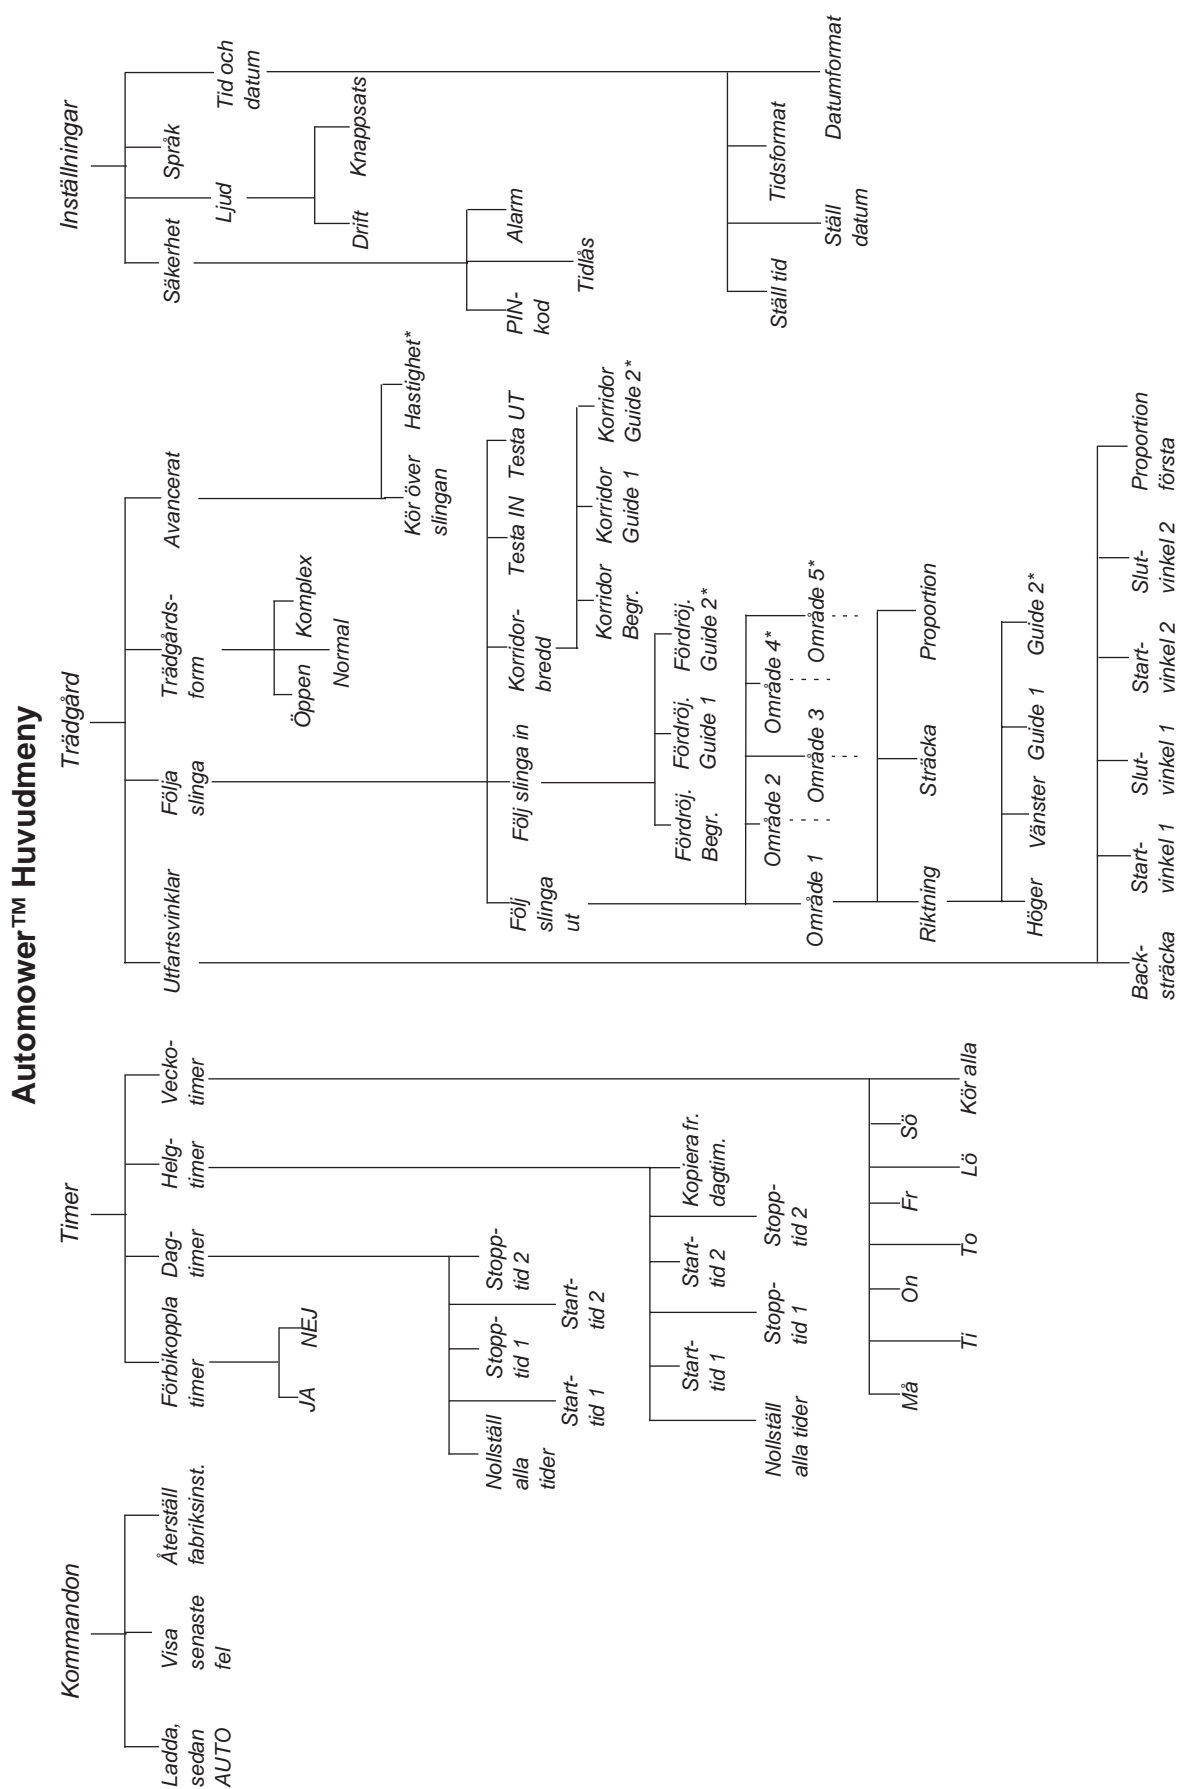 Automower™ Huvudmeny
Kommandon
Ladda,
sedan
AUTO
Visa
senaste
fel
Återställ
fabriksinst.
Timer
Förbikoppla
timer
JA
NEJ
Dag-
timer
Nollställ
alla
tider
Start-
tid 1
Stopp-
tid 1
Start-
tid 2
Stopp-
tid 2
Helg-
timer
Nollställ
alla tider
Start-
tid 1
Stopp-
tid 1
Start-
tid 2
Stopp-
tid 2
Kopiera fr.
dagtim.
Vecko-
timer
Må
Ti
On
To
Fr
Lö
Sö
Kör alla
Trädgård
Utfartsvinklar
Back-
sträcka
Start-
vinkel 1
Slut-
vinkel 1
Start-
vinkel 2
Slut-
vinkel 2
Proportion
första
Följa
slinga
Följ
slinga
ut
Område 1
Område 2
Område 3
Område 4*
Område 5*
Riktning
Sträcka
Proportion
Höger
Vänster
Guide 1
Guide 2*
Följ slinga in
Fördröj.
Begr.
Fördröj.
Guide 1
Fördröj.
Guide 2*
Korridor-
bredd
Korridor
Begr.
Korridor
Guide 1
Korridor
Guide 2*
Testa IN
Testa UT
Trädgårds-
form
Öppen
Normal
Komplex
Avancerat
Kör över
slingan
Hastighet*
Inställningar
Säkerhet
PIN-
kod
Tidlås
Alarm
Ljud
Drift
Knappsats
Språk
Tid och
datum
Ställ tid
Ställ
datum
Tidsformat
Datumformat